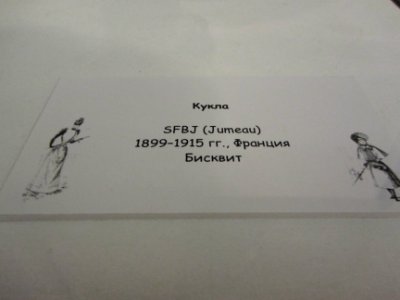 Кукла
SFBJ (Jumeau)
1899-1915 гг., Франция
Бисквит